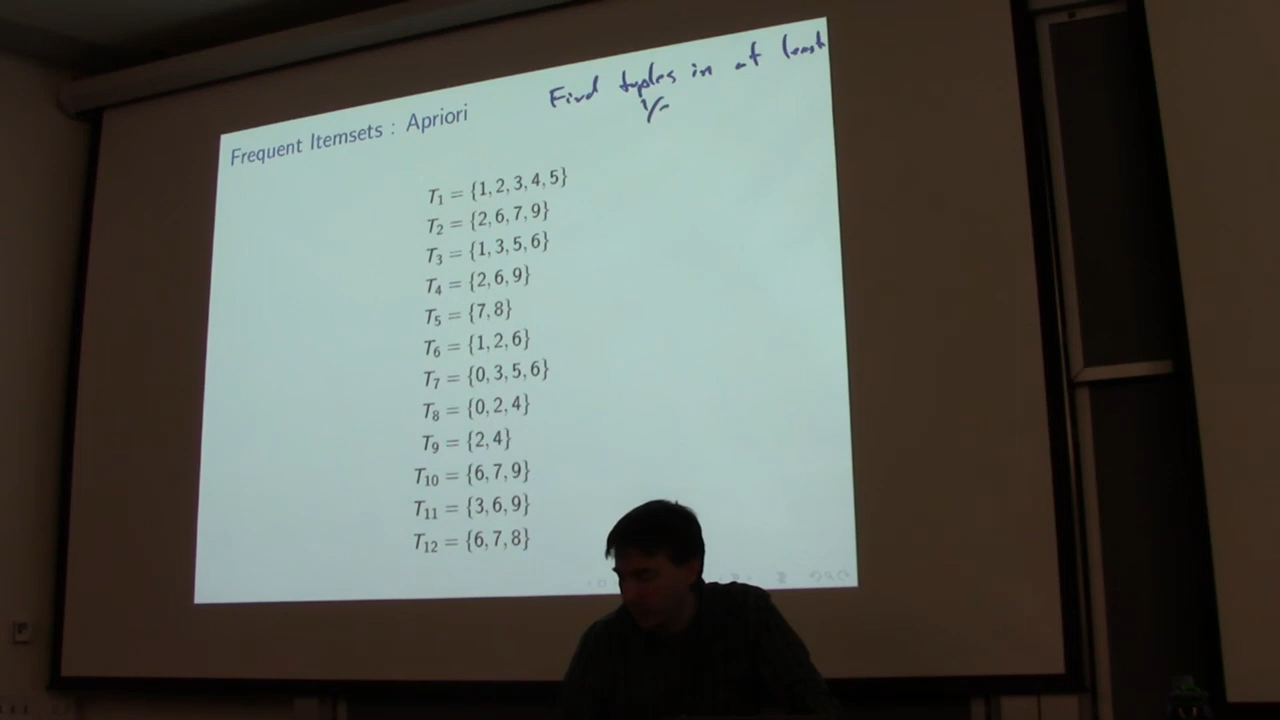 Find tuples in at least
Frequent Itemsets : Apriori
T₁ = {1, 2, 3, 4, 5}
T₂ = {2, 6, 7, 9}
T₃ = {1, 3, 5, 6}
T₄ = {2, 6, 9}
T₅ = {7, 8}
T₆ = {1, 2, 6}
T₇ = {0, 3, 5, 6}
T₈ = {0, 2, 4}
T₉ = {2, 4}
T₁₀ = {6, 7, 9}
T₁₁ = {3, 6, 9}
T₁₂ = {6, 7, 8}